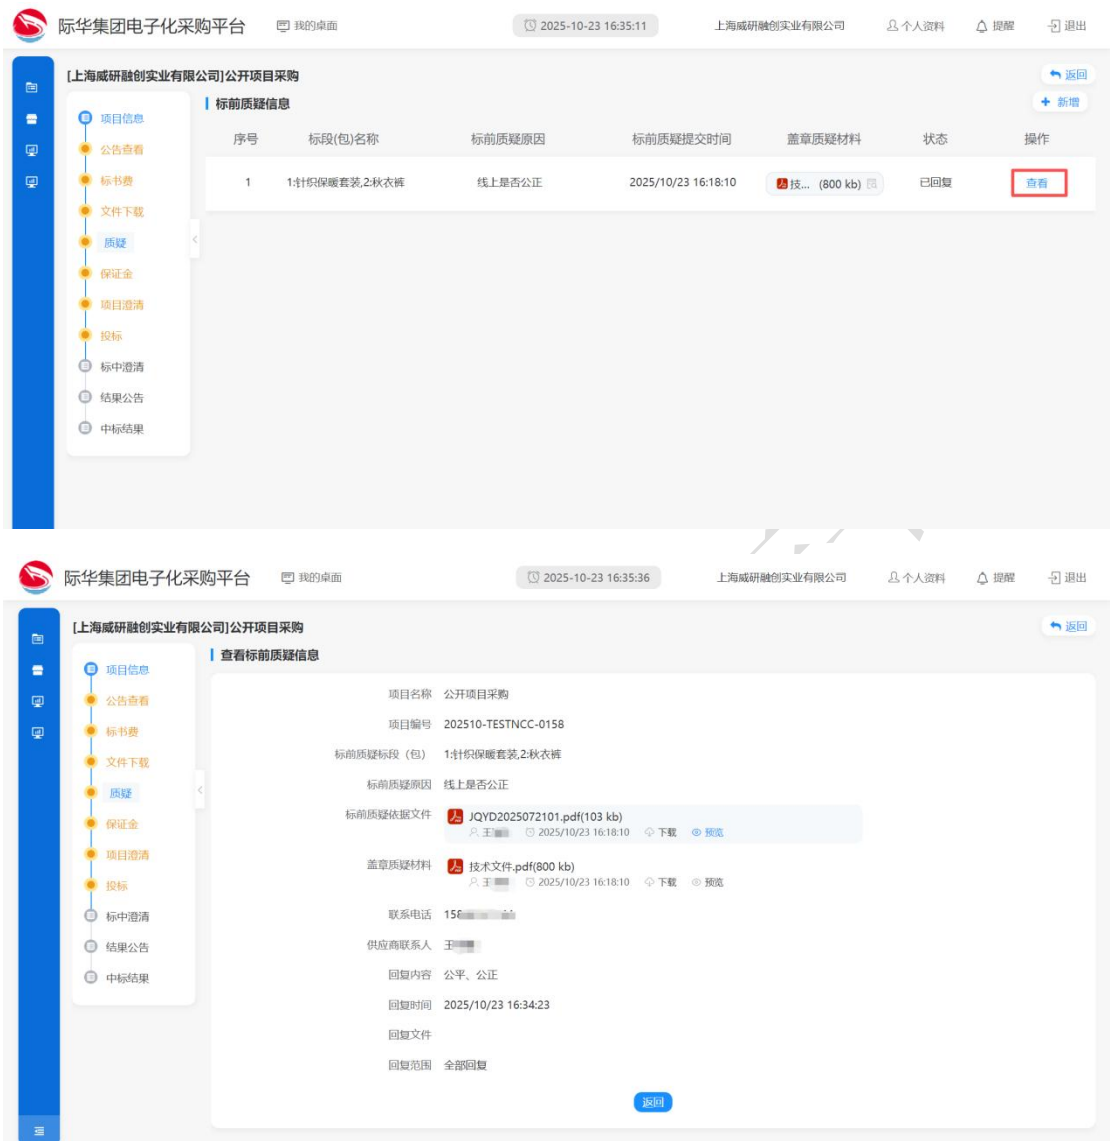 际华集团电子化采购平台 我的桌面 2025-10-23 16:35:11 上海威研融创实业有限公司 个人资料 提醒 退出
[上海威研融创实业有限公司]公开项目采购 返回
标前质疑信息 新增
项目信息
公告查看
标书费
文件下载
质疑
保证金
项目澄清
投标
标中澄清
结果公告
中标结果
序号 标段(包)名称 标前质疑原因 标前质疑提交时间 盖章质疑材料 状态 操作
1 1:针织保暖套装,2:秋衣裤 线上是否公正 2025/10/23 16:18:10 技... (800 kb) 已回复 查看
际华集团电子化采购平台 我的桌面 2025-10-23 16:35:36 上海威研融创实业有限公司 个人资料 提醒 退出
[上海威研融创实业有限公司]公开项目采购 返回
查看标前质疑信息
项目信息
公告查看
标书费
文件下载
质疑
保证金
项目澄清
投标
标中澄清
结果公告
中标结果
项目名称 公开项目采购
项目编号 202510-TESTNCC-0158
标前质疑标段（包） 1:针织保暖套装,2:秋衣裤
标前质疑原因 线上是否公正
标前质疑依据文件 JQYD2025072101.pdf(103 kb)
王 2025/10/23 16:18:10 下载 预览
盖章质疑材料 技术文件.pdf(800 kb)
王 2025/10/23 16:18:10 下载 预览
联系电话 158
供应商联系人 王
回复内容 公平、公正
回复时间 2025/10/23 16:34:23
回复文件
回复范围 全部回复
返回